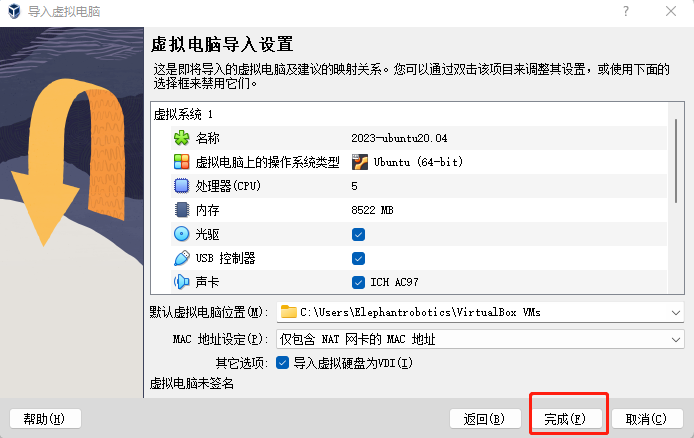 导入虚拟电脑
?
虚拟电脑导入设置
这是即将导入的虚拟电脑及建议的映射关系。您可以通过双击该项目来调整其设置，或使用下面的
选择框来禁用它们。
虚拟系统 1
名称 2023-ubuntu20.04
虚拟电脑上的操作系统类型 Ubuntu (64-bit)
处理器(CPU) 5
内存 8522 MB
光驱
USB 控制器
声卡 ICH AC97
默认虚拟电脑位置(M): C:\Users\Elephantrobotics\VirtualBox VMs
MAC 地址设定(P): 仅包含 NAT 网卡的 MAC 地址
其它选项: 导入虚拟硬盘为VDI(I)
虚拟电脑未签名
帮助(H) 返回(B) 完成(F) 取消(C)